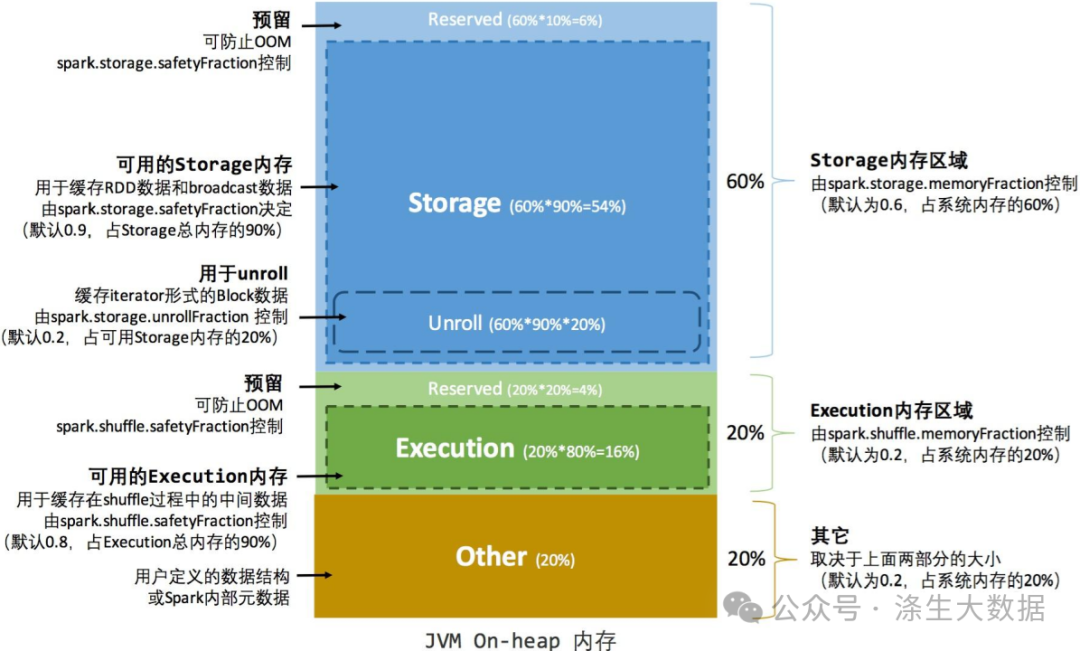 预留
可防止OOM
spark.storage.safetyFraction控制
可用的Storage内存
用于缓存RDD数据和broadcast数据
由spark.storage.safetyFraction决定
（默认0.9，占Storage总内存的90%）
用于unroll
缓存iterator形式的Block数据
由spark.storage.unrollFraction 控制
（默认0.2，占可用Storage内存的20%）
预留
可防止OOM
spark.shuffle.safetyFraction控制
可用的Execution内存
用于缓存在shuffle过程中的中间数据
由spark.shuffle.safetyFraction控制
（默认0.8，占Execution总内存的90%）
用户定义的数据结构
或Spark内部元数据
Reserved (60%*10%=6%)
Storage (60%*90%=54%)
Unroll (60%*90%*20%)
Reserved (20%*20%=4%)
Execution (20%*80%=16%)
Other (20%)
JVM On-heap 内存
60%
Storage内存区域
由spark.storage.memoryFraction控制
（默认为0.6，占系统内存的60%）
20%
Execution内存区域
由spark.shuffle.memoryFraction控制
（默认为0.2，占系统内存的20%）
20%
其它
取决于上面两部分的大小
（默认为0.2，占系统内存的20%）
公众号 · 涤生大数据